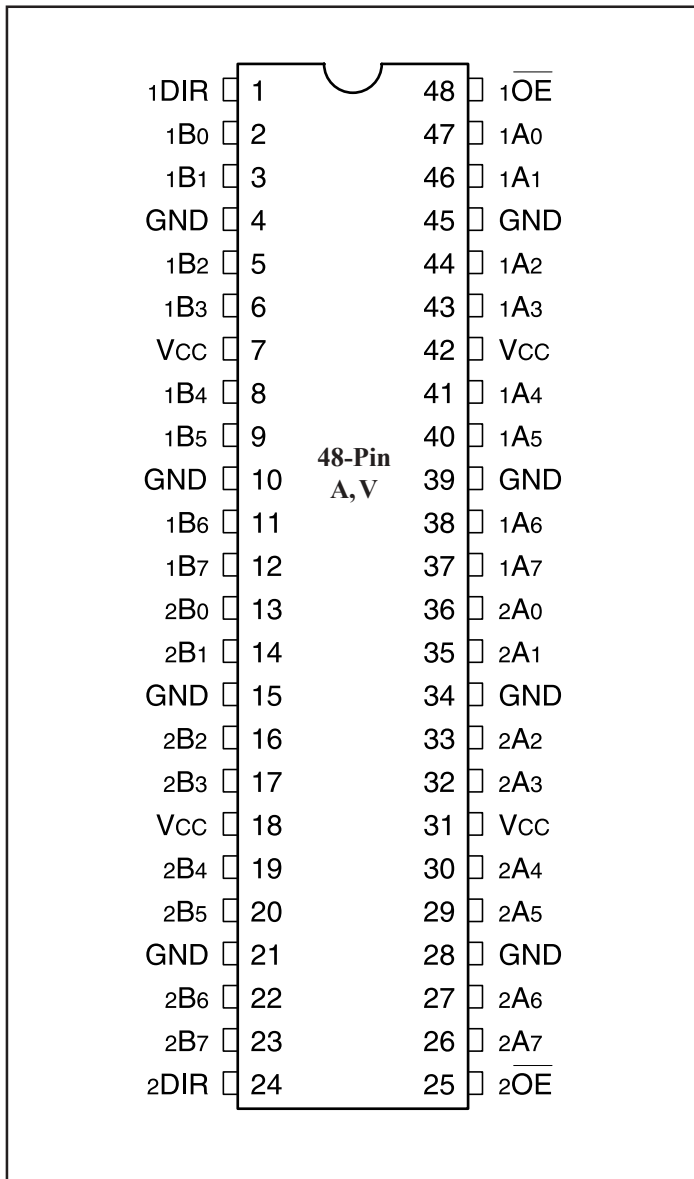 1DIR 1 48 1O̅E̅
1B0 2 47 1A0
1B1 3 46 1A1
GND 4 45 GND
1B2 5 44 1A2
1B3 6 43 1A3
VCC 7 42 VCC
1B4 8 41 1A4
1B5 9 40 1A5
48-Pin
GND 10 39 GND
A, V
1B6 11 38 1A6
1B7 12 37 1A7
2B0 13 36 2A0
2B1 14 35 2A1
GND 15 34 GND
2B2 16 33 2A2
2B3 17 32 2A3
VCC 18 31 VCC
2B4 19 30 2A4
2B5 20 29 2A5
GND 21 28 GND
2B6 22 27 2A6
2B7 23 26 2A7
2DIR 24 25 2O̅E̅